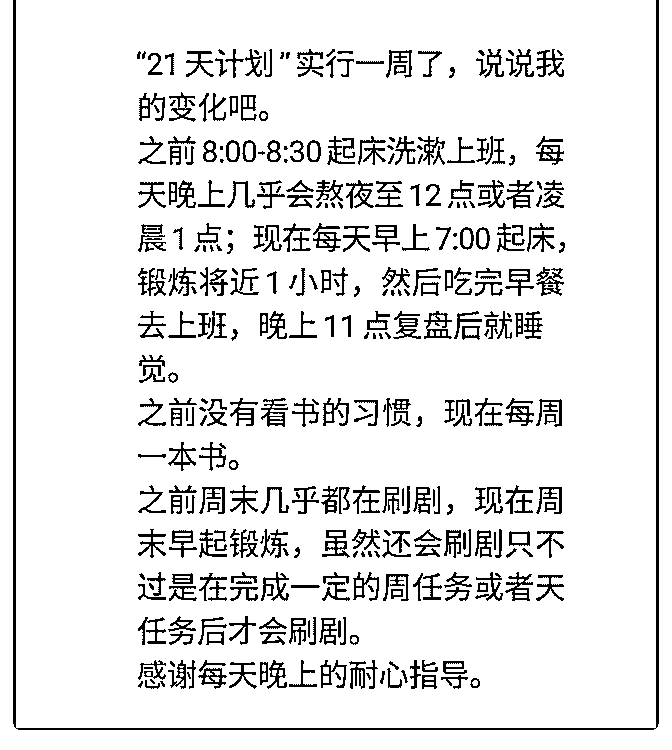 “21 天计划 ” 实行一周了，说说我
的变化吧。
之前 8:00-8:30 起床洗漱上班，每
天晚上几乎会熬夜至 12 点或者凌
晨 1 点；现在每天早上 7:00 起床，
锻炼将近 1 小时，然后吃完早餐
去上班，晚上 11 点复盘后就睡
觉。
之前没有看书的习惯，现在每周
一本书。
之前周末几乎都在刷剧，现在周
末早起锻炼，虽然还会刷剧只不
过是在完成一定的周任务或者天
任务后才会刷剧。
感谢每天晚上的耐心指导。